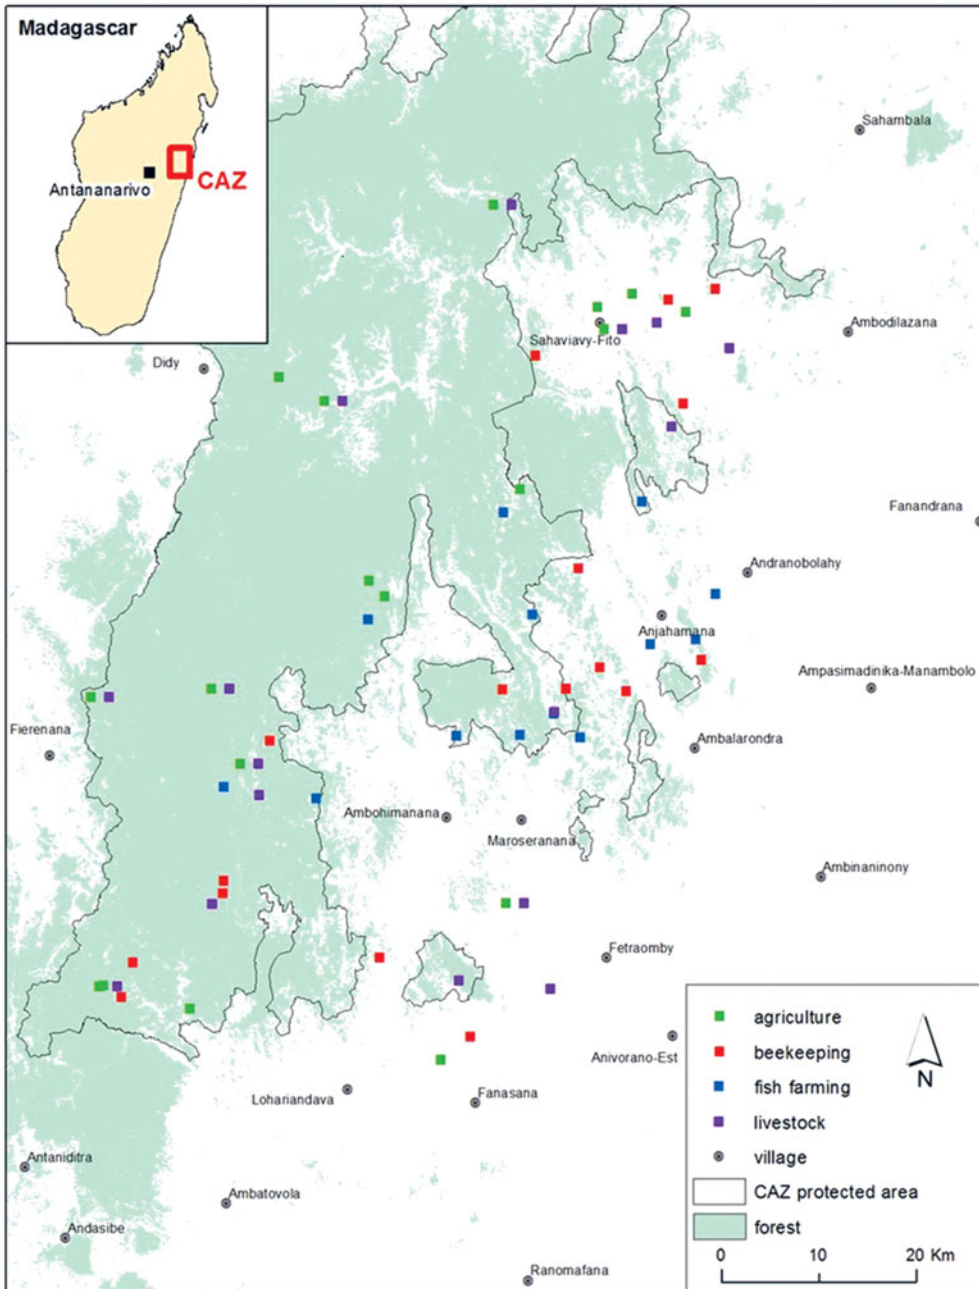 Madagascar
Antananarivo
CAZ
Sahambala
Sahaviavy-Fito
Ambodilazana
Didy
Fanandrana
Andranobolahy
Anjahamana
Ampasimadinika-Manambolo
Fierenana
Ambalarondra
Ambohimanana
Maroseranana
Ambinaninony
Fetraomby
Anivorano-Est
Lohariandava
Fanasana
Antaniditra
Ambatovola
Andasibe
Ranomafana
agriculture
beekeeping
fish farming
livestock
village
CAZ protected area
forest
N
0 10 20 Km